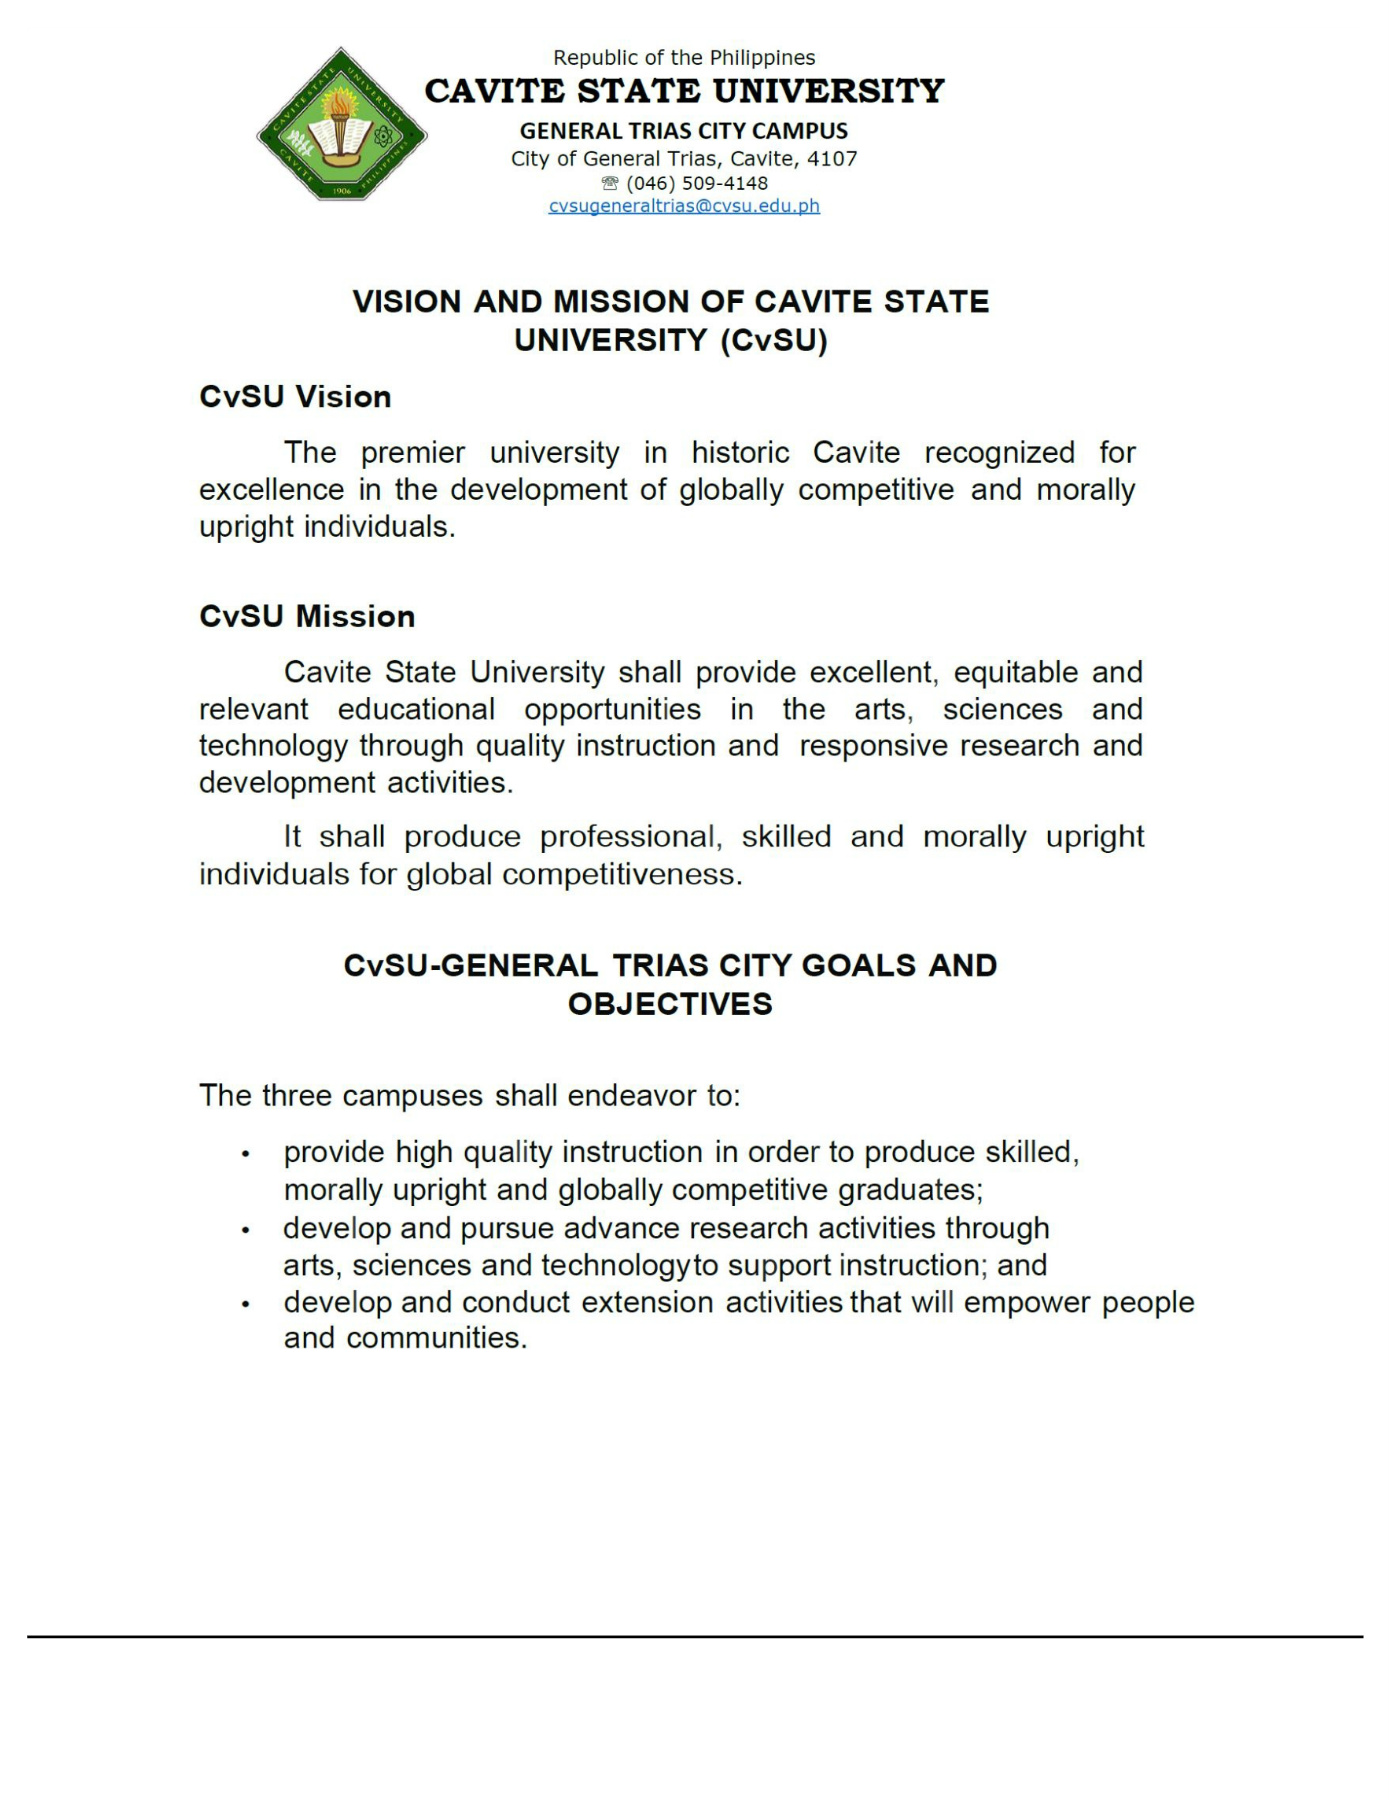 Republic of the Philippines
CAVITE STATE UNIVERSITY
GENERAL TRIAS CITY CAMPUS
City of General Trias, Cavite, 4107
☏ (046) 509-4148
cvsugeneraltrias@cvsu.edu.ph
CAVITE STATE UNIVERSITY
CAVITE PHILIPPINES
1906
VISION AND MISSION OF CAVITE STATE
UNIVERSITY (CvSU)
CvSU Vision
The premier university in historic Cavite recognized for
excellence in the development of globally competitive and morally
upright individuals.
CvSU Mission
Cavite State University shall provide excellent, equitable and
relevant educational opportunities in the arts, sciences and
technology through quality instruction and responsive research and
development activities.
It shall produce professional, skilled and morally upright
individuals for global competitiveness.
CvSU-GENERAL TRIAS CITY GOALS AND
OBJECTIVES
The three campuses shall endeavor to:
• provide high quality instruction in order to produce skilled,
morally upright and globally competitive graduates;
• develop and pursue advance research activities through
arts, sciences and technologyto support instruction; and
• develop and conduct extension activities that will empower people
and communities.